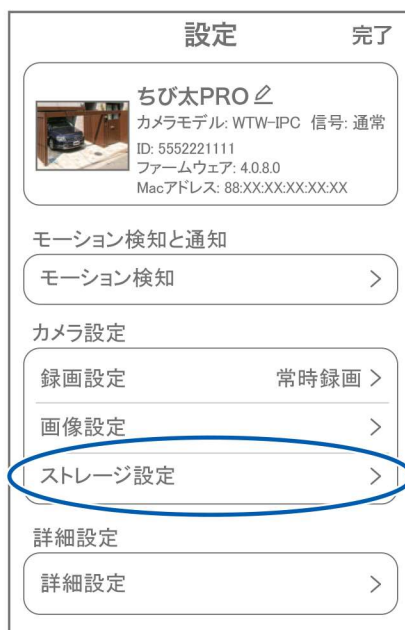 設定 完了
ちび太PRO
カメラモデル: WTW-IPC 信号: 通常
ID: 5552221111
ファームウェア: 4.0.8.0
Macアドレス: 88:XX:XX:XX:XX:XX
モーション検知と通知
モーション検知 >
カメラ設定
録画設定 常時録画 >
画像設定 >
ストレージ設定 >
詳細設定
詳細設定 >